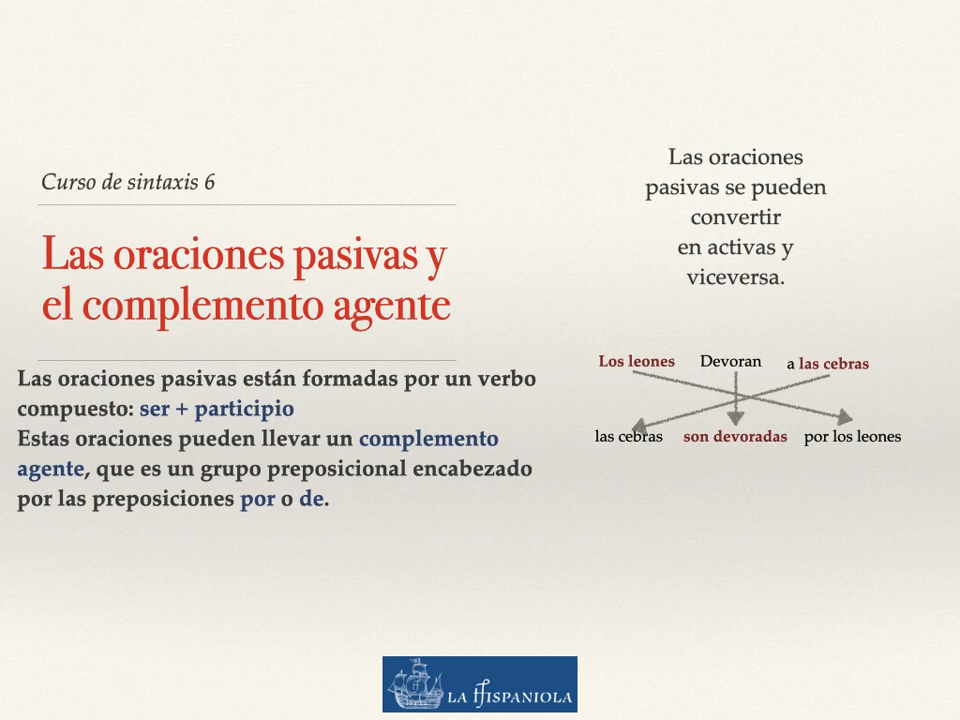 Curso de sintaxis 6
Las oraciones pasivas y
el complemento agente
Las oraciones pasivas están formadas por un verbo
compuesto: ser + participio
Estas oraciones pueden llevar un complemento
agente, que es un grupo preposicional encabezado
por las preposiciones por o de.
Las oraciones
pasivas se pueden
convertir
en activas y
viceversa.
Los leones Devoran a las cebras
las cebras son devoradas por los leones
LA HISPANIOLA